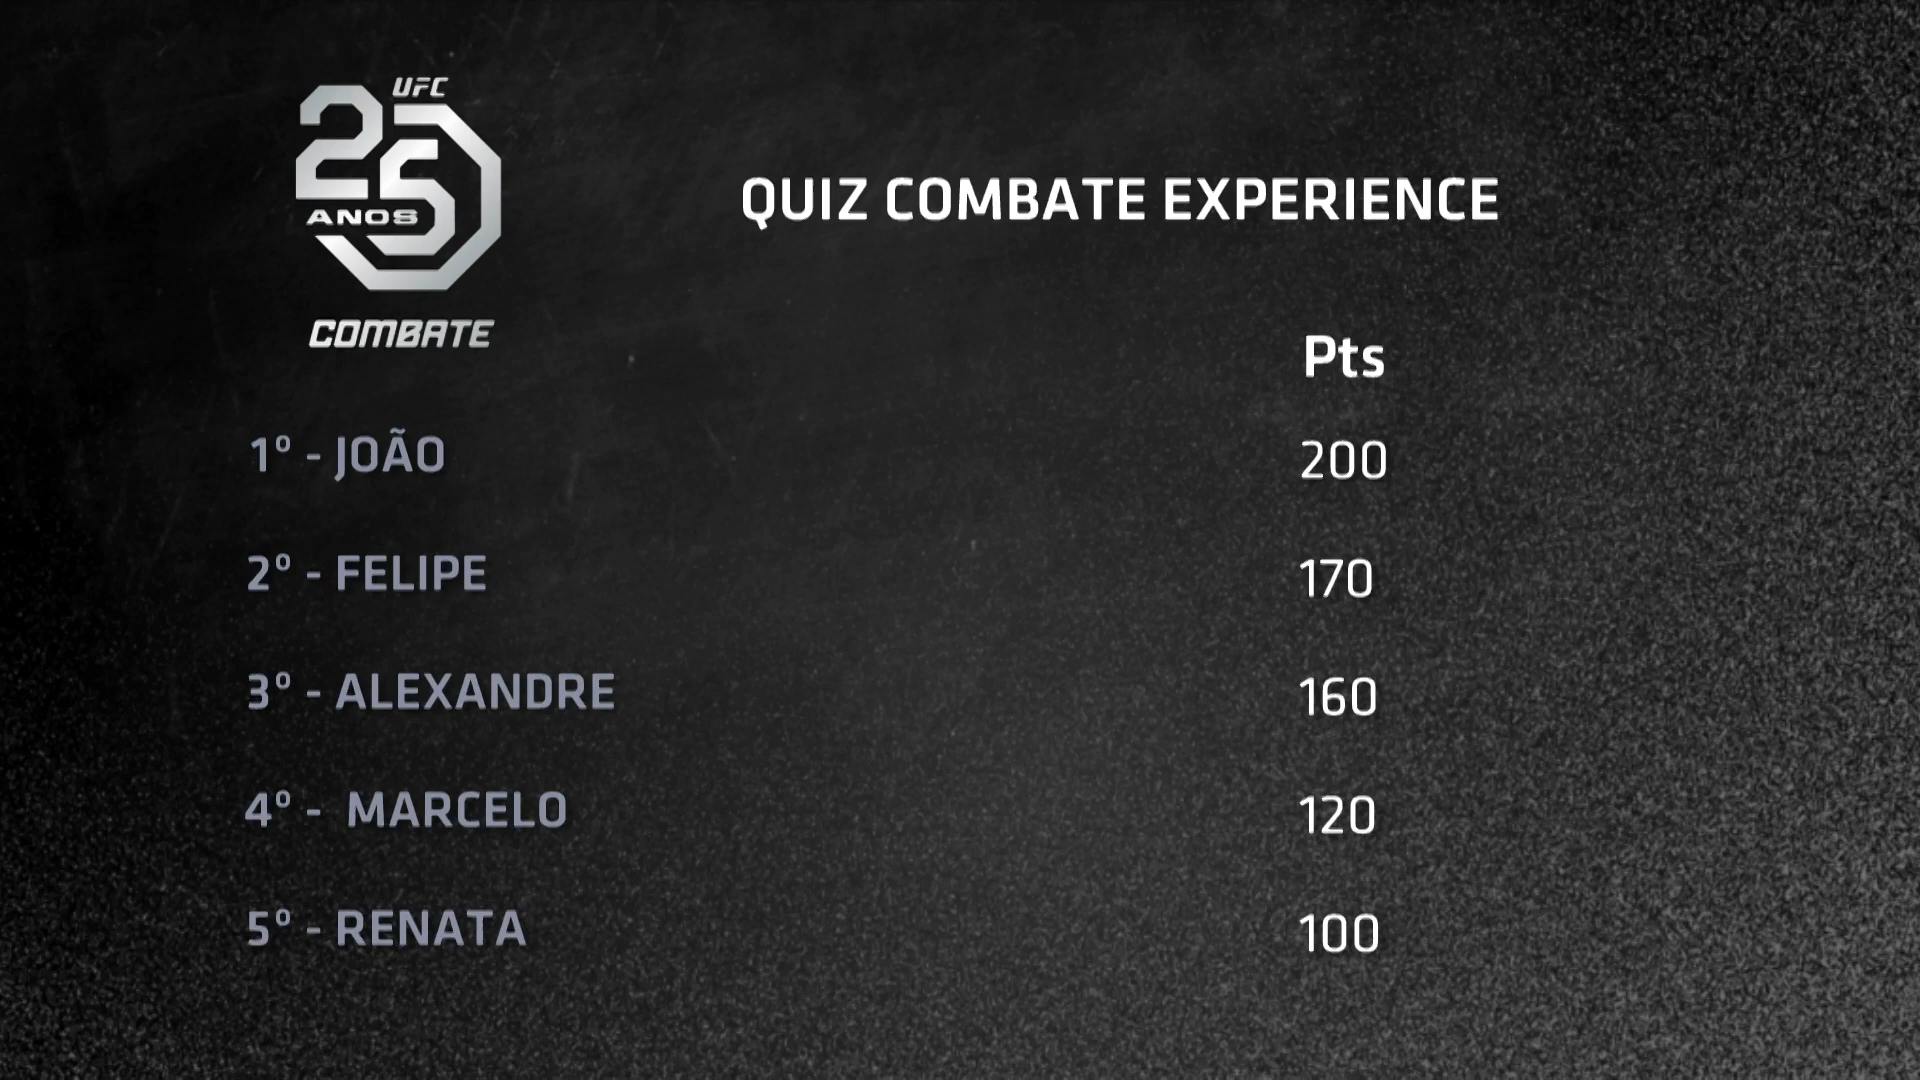 UFC
25
ANOS
COMBATE
QUIZ COMBATE EXPERIENCE
Pts
1º - JOÃO 200
2º - FELIPE 170
3º - ALEXANDRE 160
4º - MARCELO 120
5º - RENATA 100